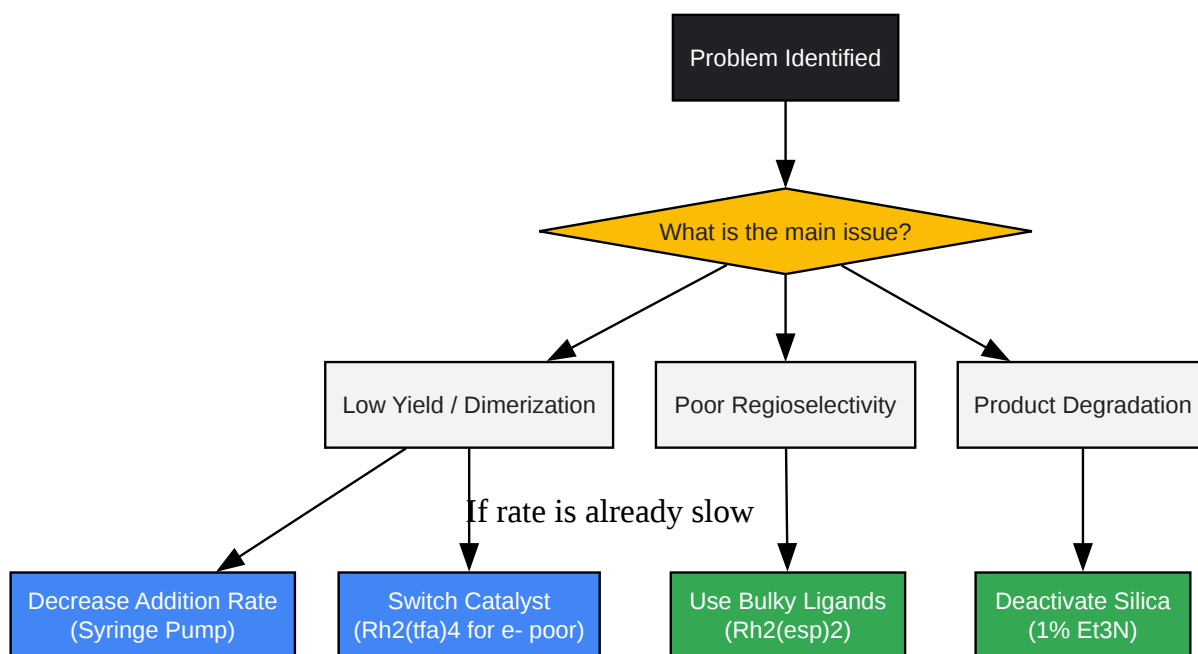 Problem Identified
What is the main issue?
Low Yield / Dimerization
Poor Regioselectivity
Product Degradation
If rate is already slow
Decrease Addition Rate
(Syringe Pump)
Switch Catalyst
(Rh2(tfa)4 for e- poor)
Use Bulky Ligands
(Rh2(esp)2)
Deactivate Silica
(1% Et3N)